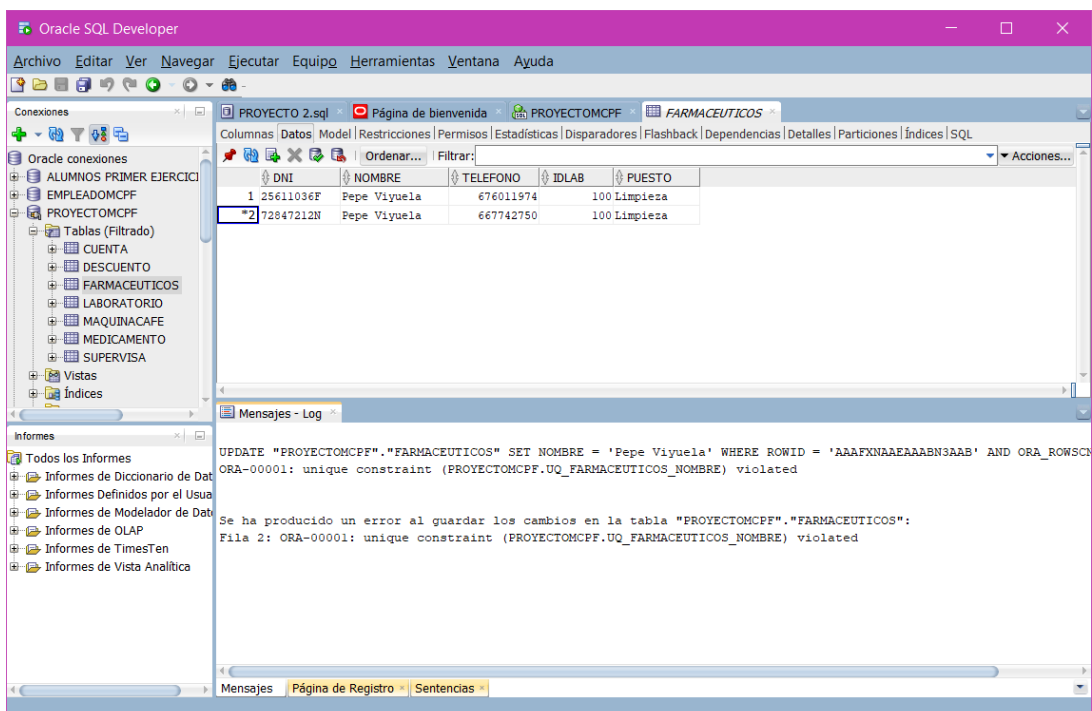 Oracle SQL Developer
Archivo Editar Ver Navegar Ejecutar Equipo Herramientas Ventana Ayuda
Conexiones
Oracle conexiones
ALUMNOS PRIMER EJERCICI
EMPLEADOMCPF
PROYECTOMCPF
Tablas (Filtrado)
CUENTA
DESCUENTO
FARMACEUTICOS
LABORATORIO
MAQUINACAFE
MEDICAMENTO
SUPERVISA
Vistas
Índices
Informes
Todos los Informes
Informes de Diccionario de Dat
Informes Definidos por el Usua
Informes de Modelador de Dato
Informes de OLAP
Informes de TimesTen
Informes de Vista Analítica
PROYECTO 2.sql Página de bienvenida PROYECTOMCPF FARMACEUTICOS
Columnas Datos Model Restricciones Permisos Estadísticas Disparadores Flashback Dependencias Detalles Particiones Índices SQL
Ordenar... Filtrar: Acciones...
DNI NOMBRE TELEFONO IDLAB PUESTO
1 25611036F Pepe Viyuela 676011974 100 Limpieza
*2 72847212N Pepe Viyuela 667742750 100 Limpieza
Mensajes - Log
UPDATE "PROYECTOMCPF"."FARMACEUTICOS" SET NOMBRE = 'Pepe Viyuela' WHERE ROWID = 'AAAFXNAAEAAABN3AAB' AND ORA_ROWSCN
ORA-00001: unique constraint (PROYECTOMCPF.UQ_FARMACEUTICOS_NOMBRE) violated
Se ha producido un error al guardar los cambios en la tabla "PROYECTOMCPF"."FARMACEUTICOS":
Fila 2: ORA-00001: unique constraint (PROYECTOMCPF.UQ_FARMACEUTICOS_NOMBRE) violated
Mensajes Página de Registro Sentencias